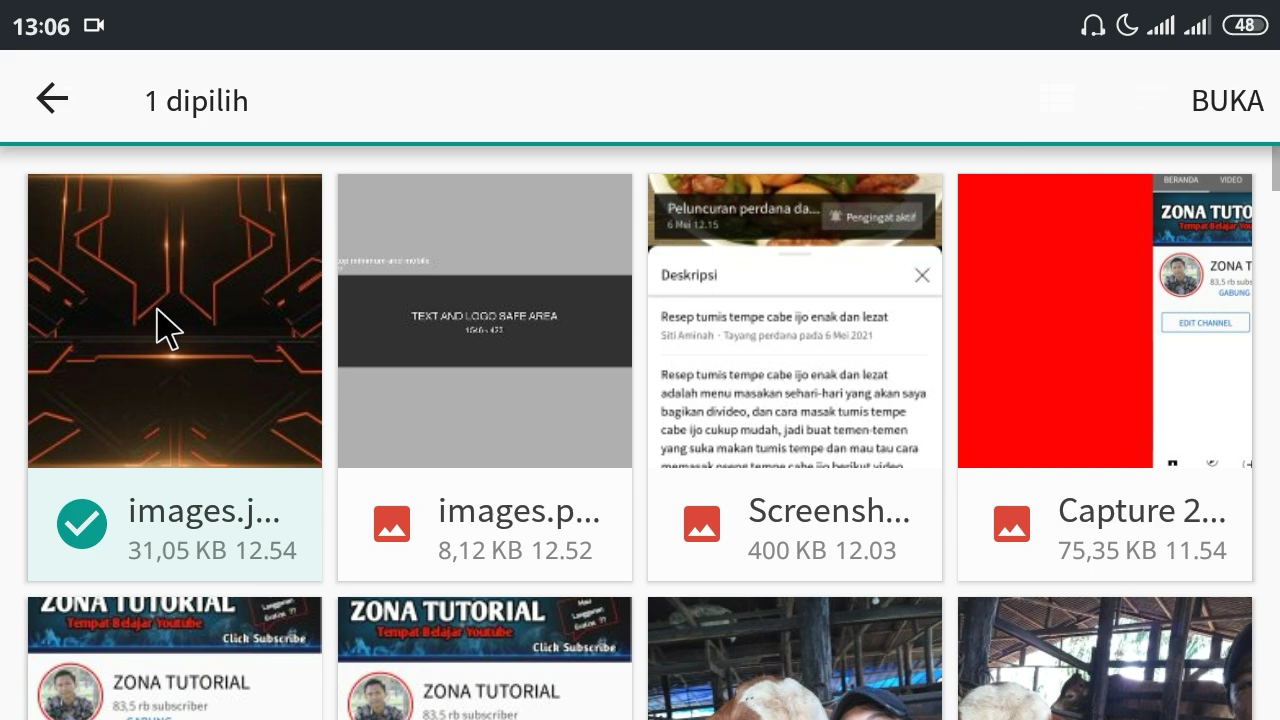 13:06
48
1 dipilih
BUKA
TEXT AND LOGO SAFE AREA
Peluncuran perdana da...
6 Mei 12.15
Pengingat aktif
Deskripsi
Resep tumis tempe cabe ijo enak dan lezat
Siti Aminah · Tayang perdana pada 6 Mei 2021
Resep tumis tempe cabe ijo enak dan lezat
adalah menu masakan sehari-hari yang akan saya
bagikan divideo, dan cara masak tumis tempe
cabe ijo cukup mudah, jadi buat temen-temen
yang suka makan tumis tempe dan mau tau cara
BERANDA VIDEO
ZONA TUTO
ZONA T
83,5 rb subs
GABUNG
EDIT CHANNEL
images.j...
31,05 KB 12.54
images.p...
8,12 KB 12.52
Screensh...
400 KB 12.03
Capture 2...
75,35 KB 11.54
ZONA TUTORIAL
Tempat Belajar Youtube
Click Subscribe
ZONA TUTORIAL
83,5 rb subscriber
GABUNG
ZONA TUTORIAL
Tempat Belajar Youtube
Click Subscribe
ZONA TUTORIAL
83,5 rb subscriber